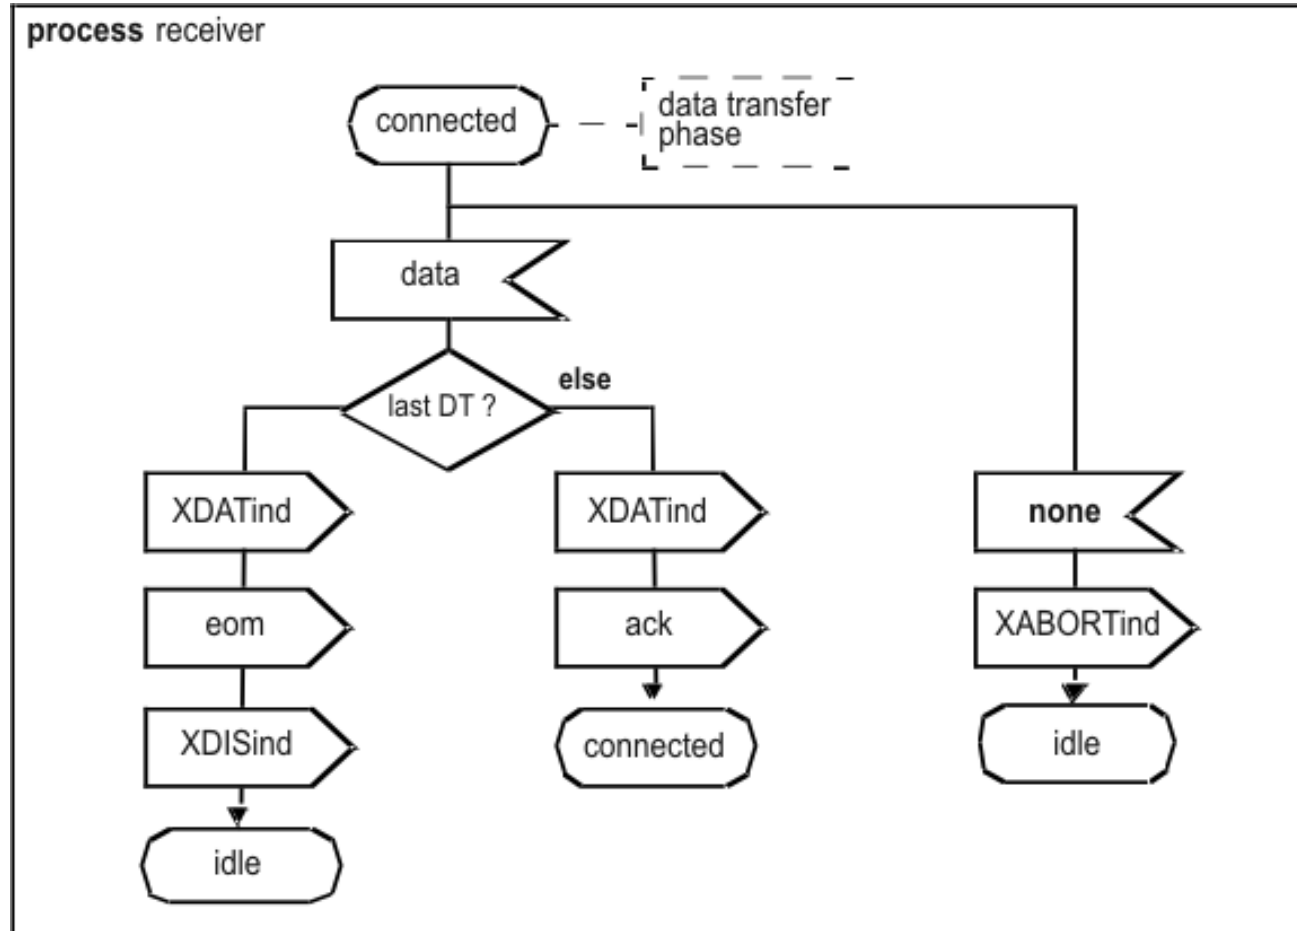 process receiver
connected
data transfer
phase
data
last DT ?
else
XDATind
XDATind
none
eom
ack
XABORTind
XDISind
connected
idle
idle